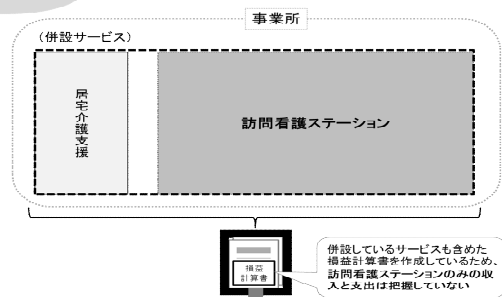 事業所
（併設サービス）
居宅介護支援
訪問看護ステーション
損益
計算書
併設しているサービスも含めた
損益計算書を作成しているため、
訪問看護ステーションのみの収
入と支出は把握していない